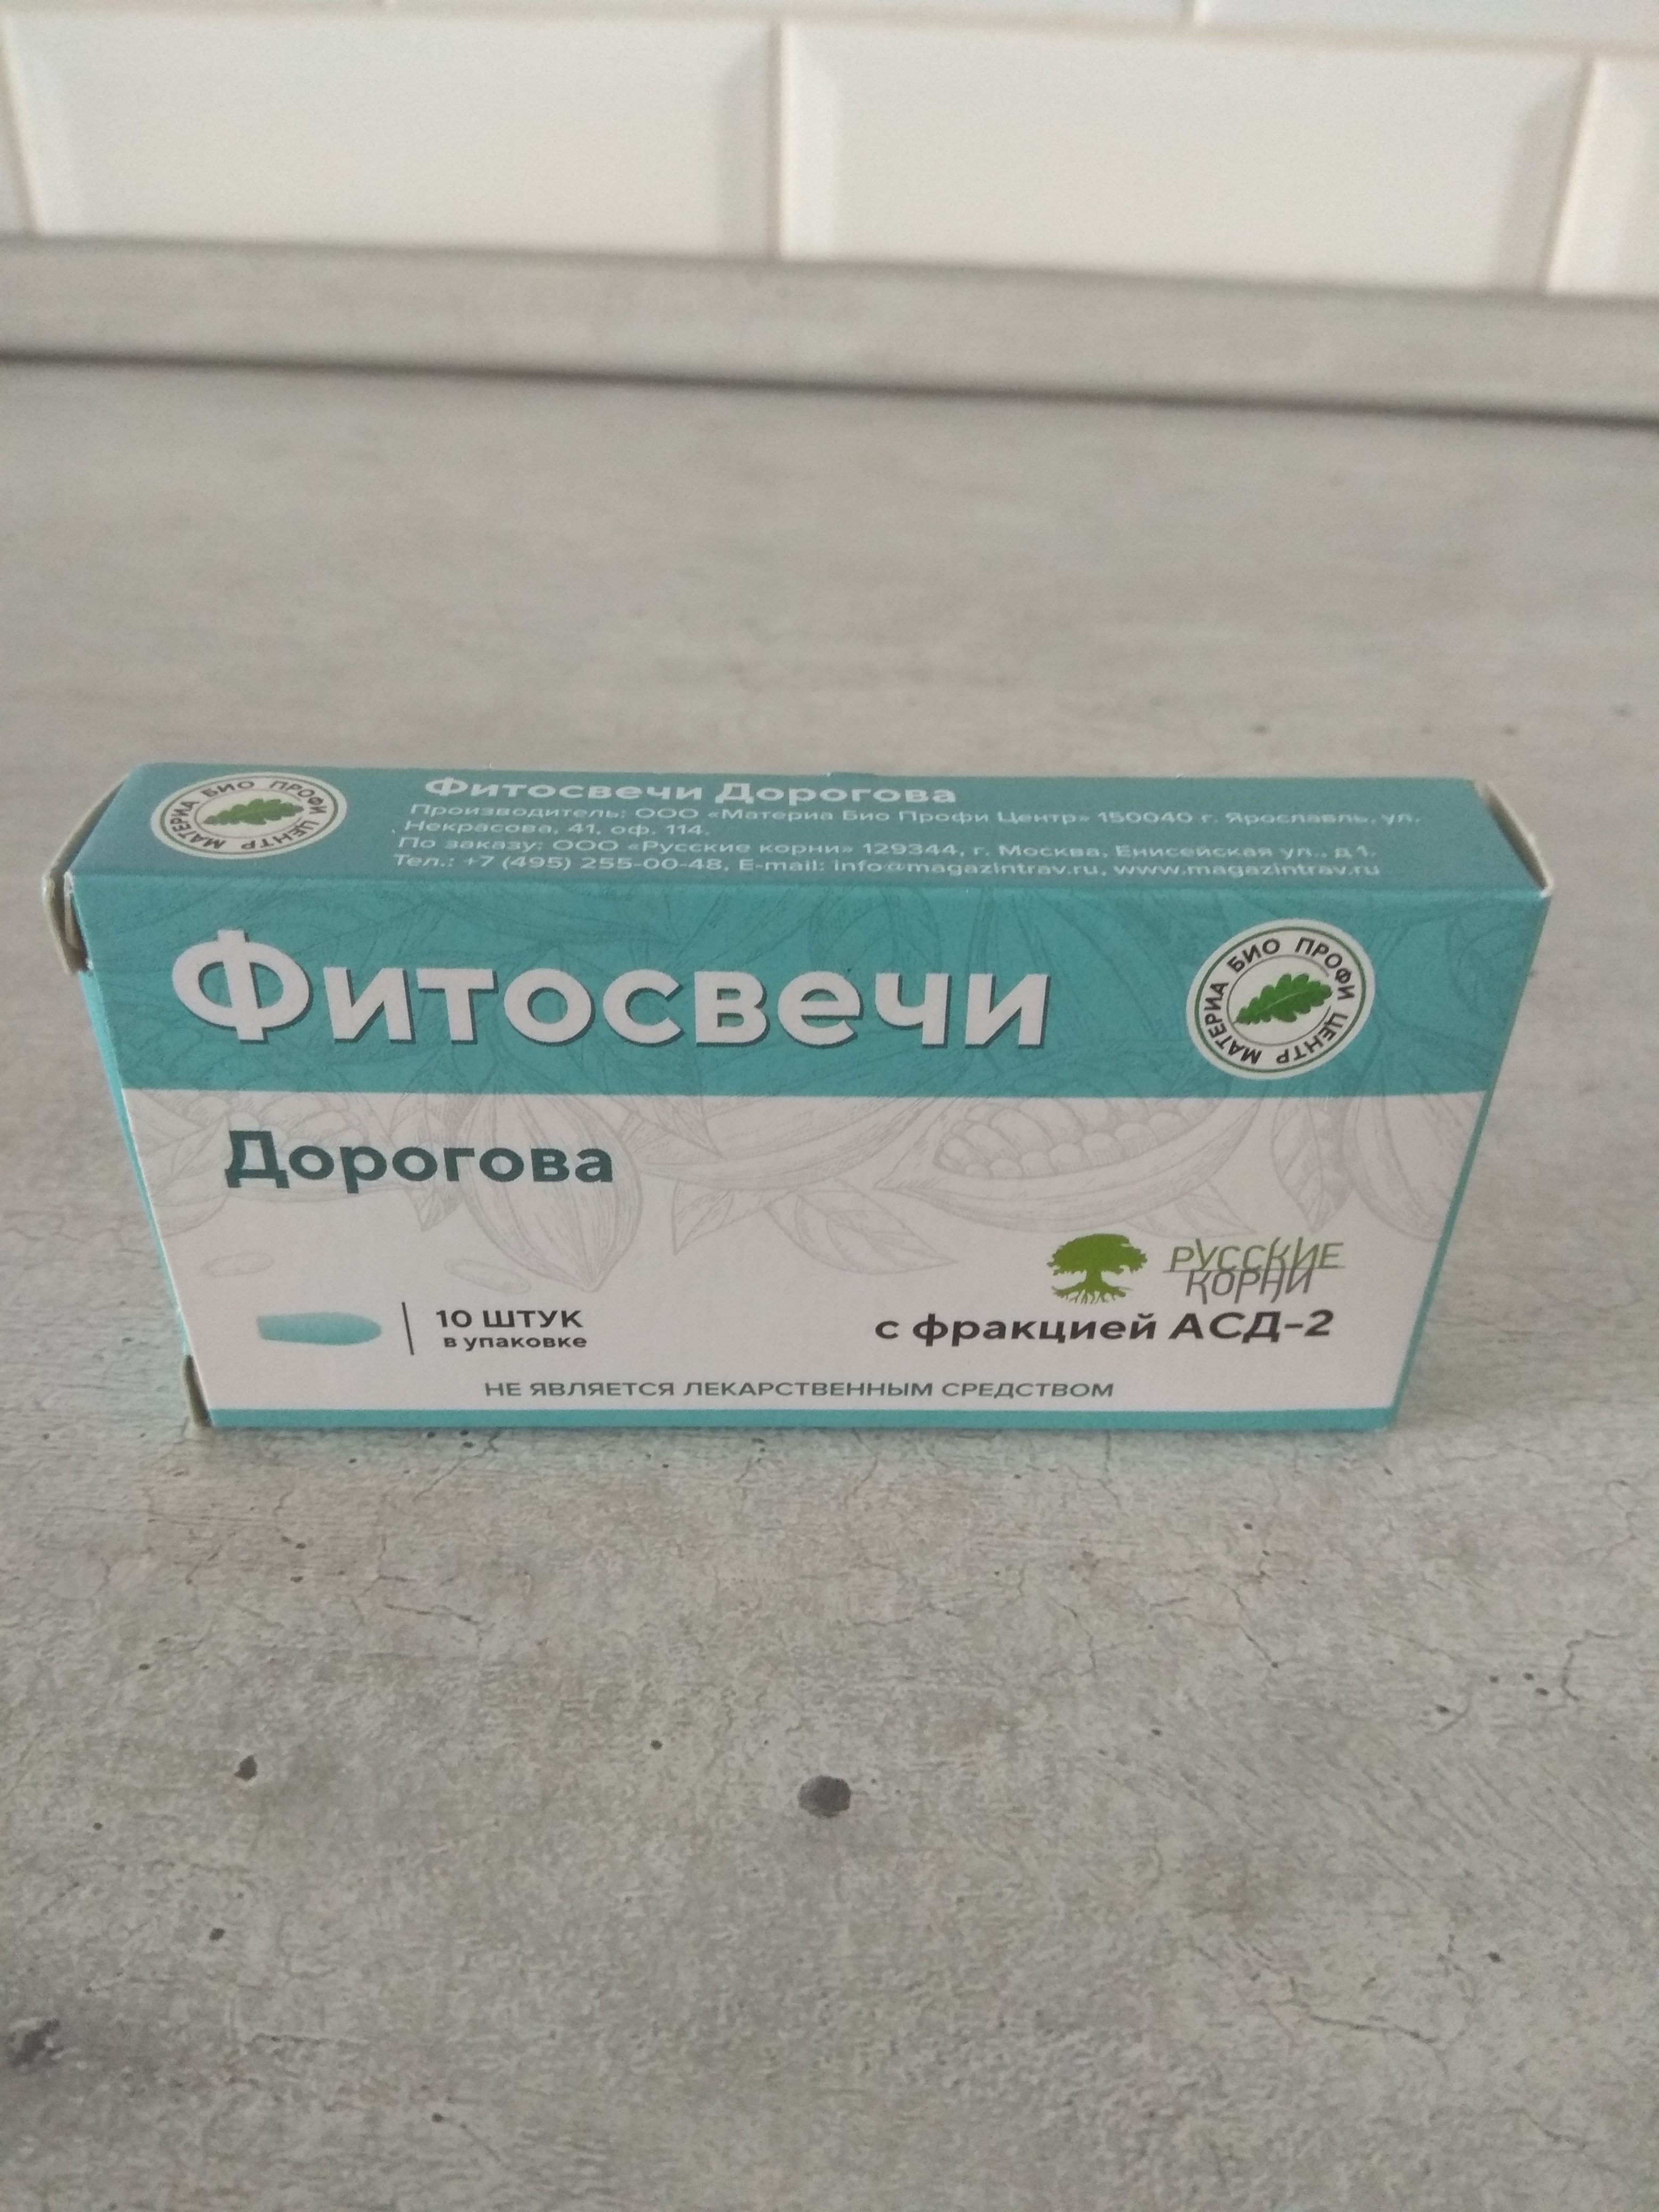 МАТЕРИА БИО ПРОФИ ЦЕНТР
Фитосвечи Дорогова
Производитель: ООО «Материа Био Профи Центр» 150040 г. Ярославль, ул.
Некрасова, 41, оф. 114.
По заказу: ООО «Русские корни» 129344, г. Москва, Енисейская ул., д 1.
Тел.: +7 (495) 255-00-48, E-mail: info@magazintrav.ru, www.magazintrav.ru
Фитосвечи
МАТЕРИА БИО ПРОФИ ЦЕНТР
Дорогова
РУССКИЕ
КОРНИ
10 ШТУК
в упаковке
с фракцией АСД-2
НЕ ЯВЛЯЕТСЯ ЛЕКАРСТВЕННЫМ СРЕДСТВОМ